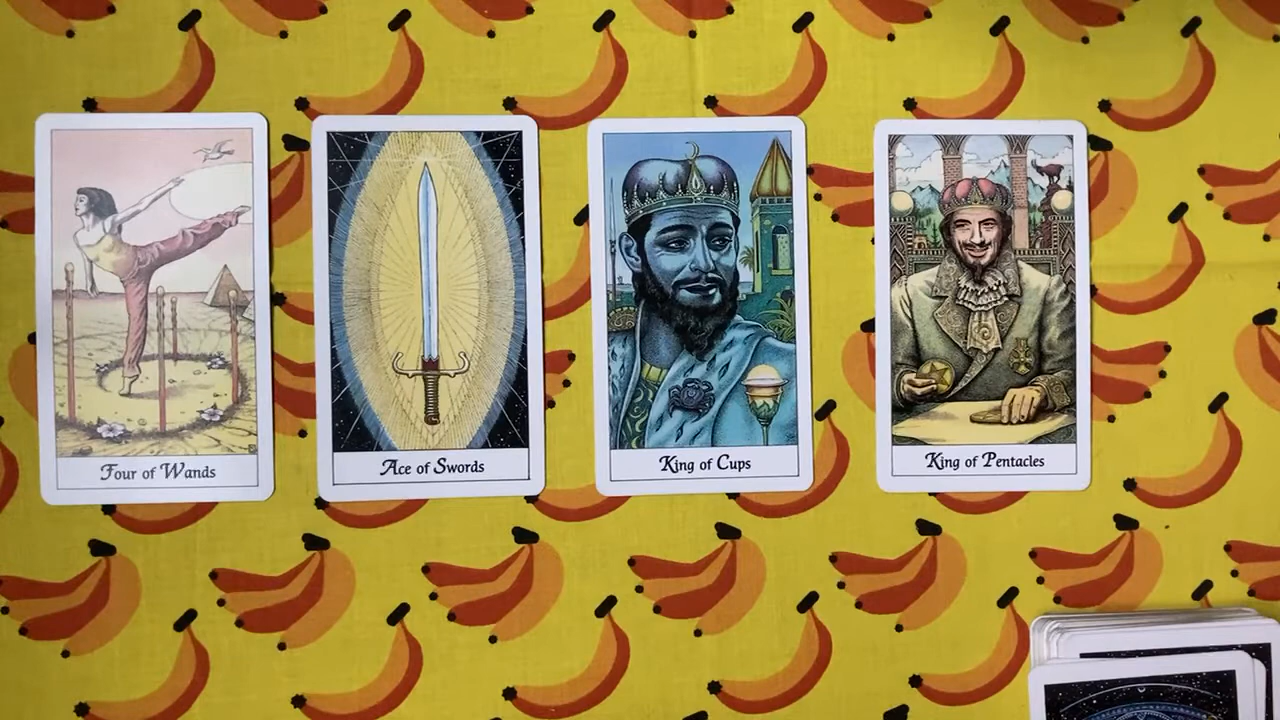 Four of Wands
Ace of Swords
King of Cups
King of Pentacles